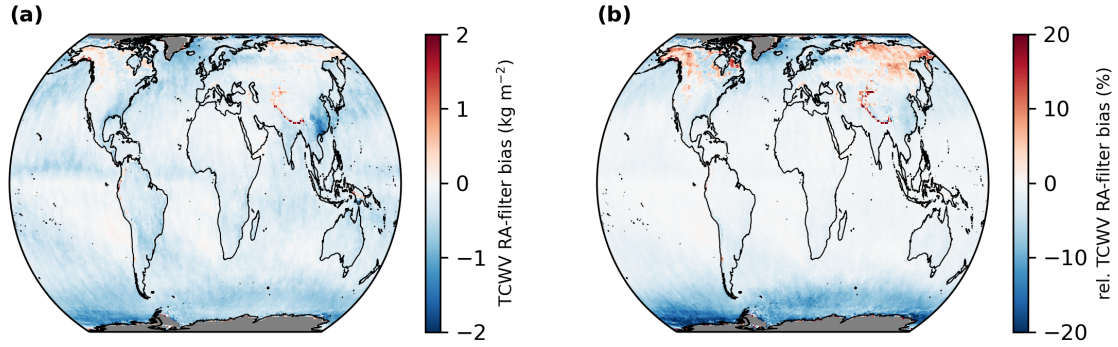 (a)
2
1
0
−1
−2
TCWV RA-filter bias (kg m⁻²)
(b)
20
10
0
−10
−20
rel. TCWV RA-filter bias (%)